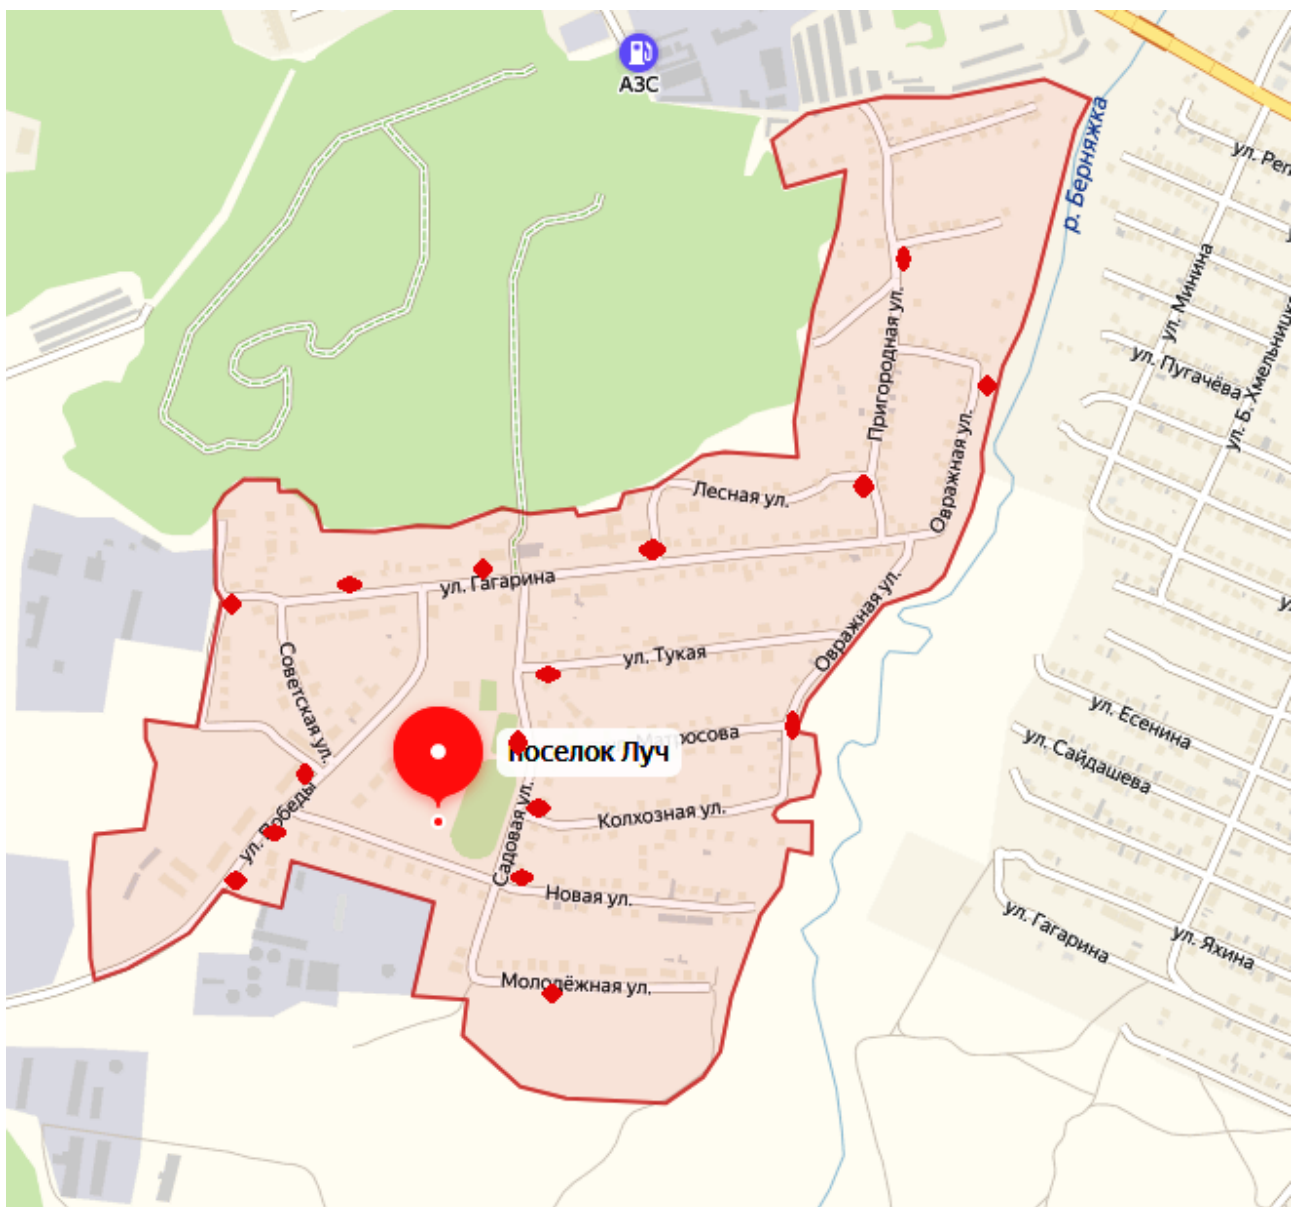 АЗС
р. Берняжка
ул. Реп
ул. Минина
ул. Пугачёва
ул. Б. Хмельницк
Пригородная ул.
Овражная ул.
Лесная ул.
ул. Гагарина
Овражная ул.
ул. Тукая
Советская ул.
Матросова
поселок Луч
ул. Есенина
ул. Сайдашева
ул. Победы
Садовая ул.
Колхозная ул.
Новая ул.
ул. Гагарина
ул. Яхина
Молодёжная ул.